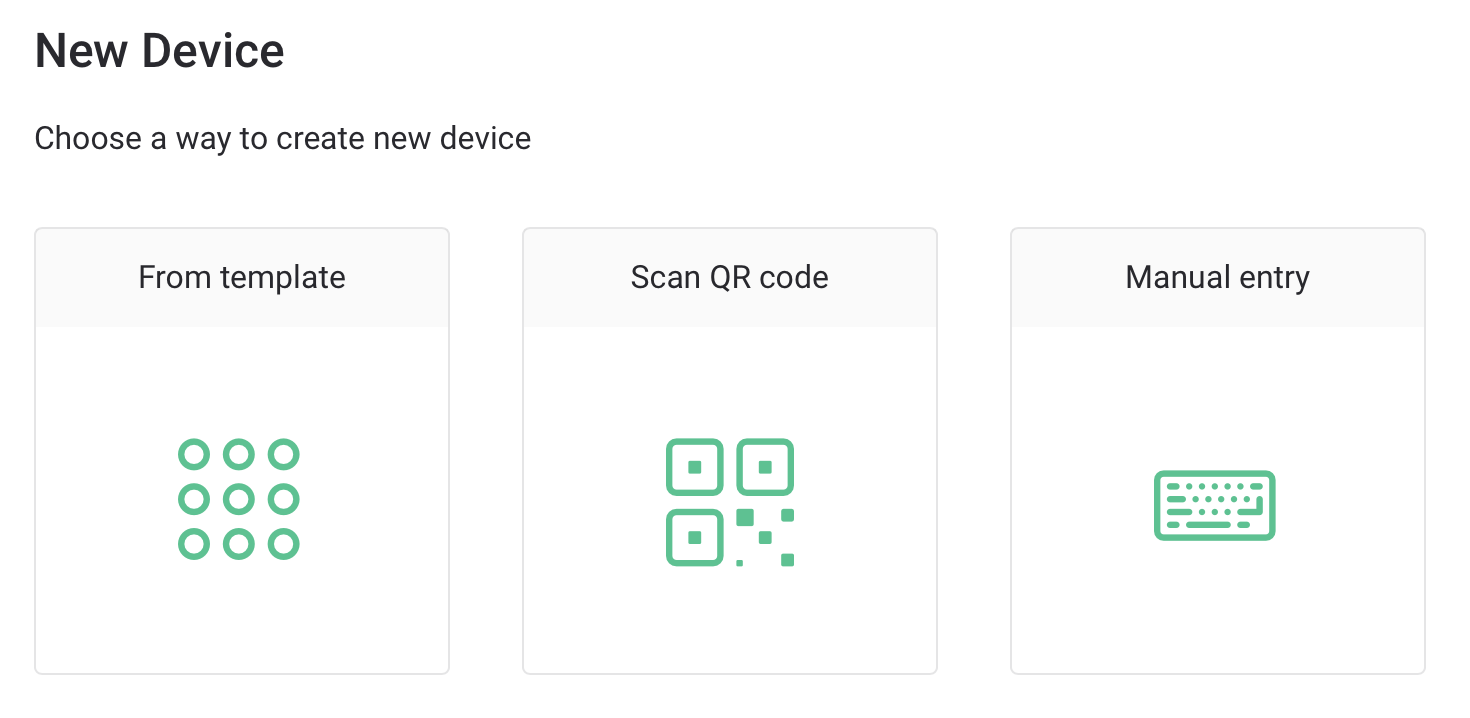 New Device
Choose a way to create new device
From template
Scan QR code
Manual entry